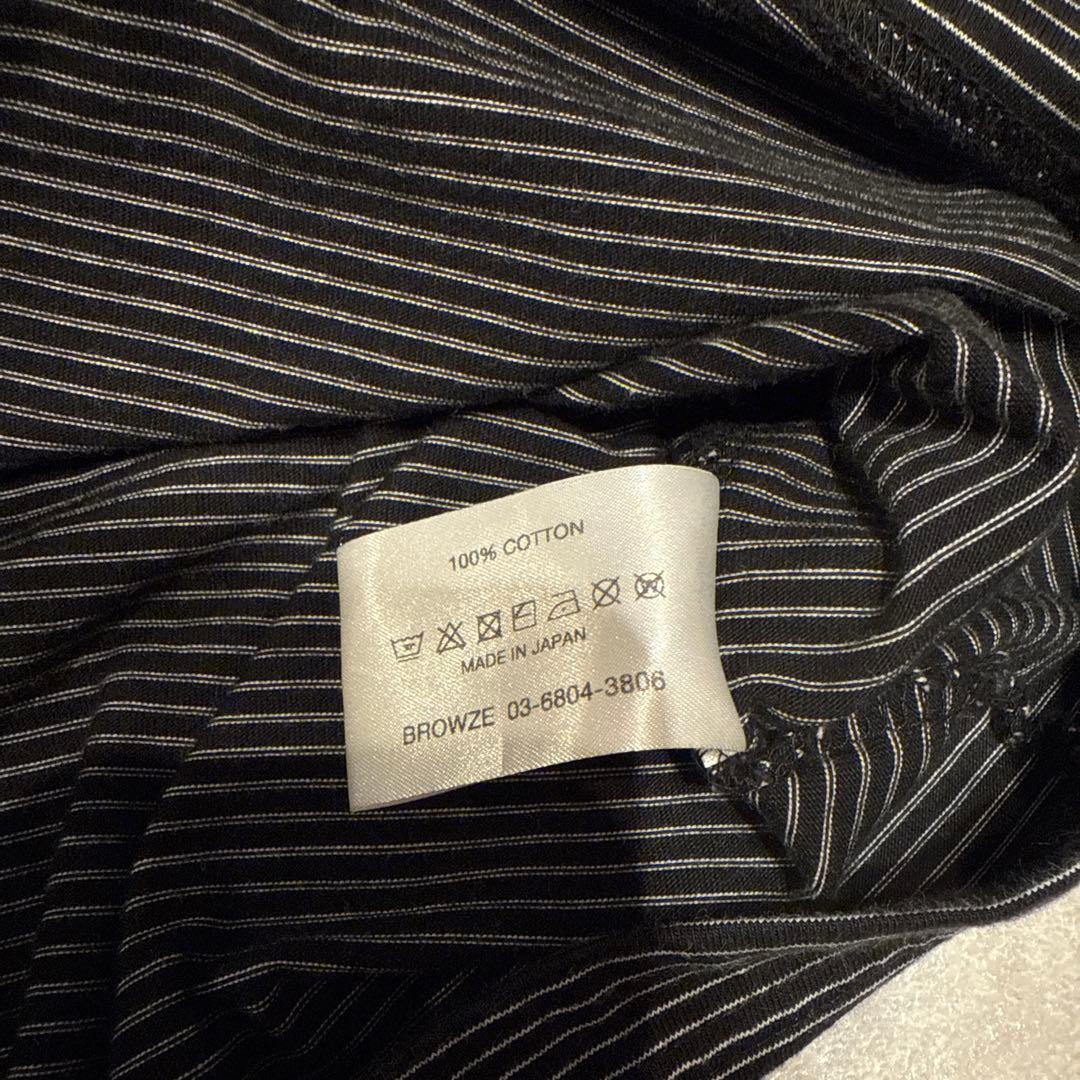 100% COTTON
MADE IN JAPAN
BROWZE 03-6804-3806